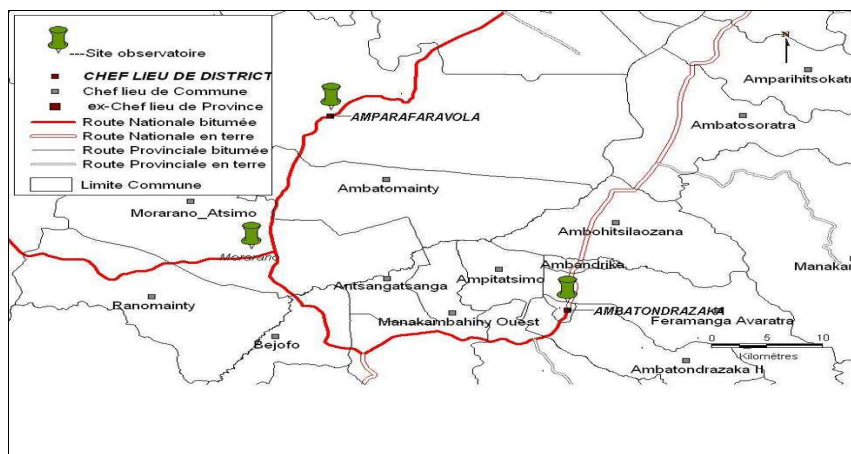 ---Site observatoire
CHEF LIEU DE DISTRICT
Chef lieu de Commune
ex-Chef lieu de Province
Route Nationale bitumée
Route Nationale en terre
Route Provinciale bitumée
Route Provinciale en terre
Limite Commune
N
Amparihitsokatr
AMPARAFARAVOLA
Ambatosoratra
Ambatomainty
Morarano_Atsimo
Ambohitsilaozana
Morarano
Ambandrika
Manakar
Antsangatsanga
Ampitatsimo
Ranomainty
Manakambahiny Ouest
AMBATONDRAZAKA
Feramanga Avaratra
Bejofo
0 5 10
Kilomètres
Ambatondrazaka II